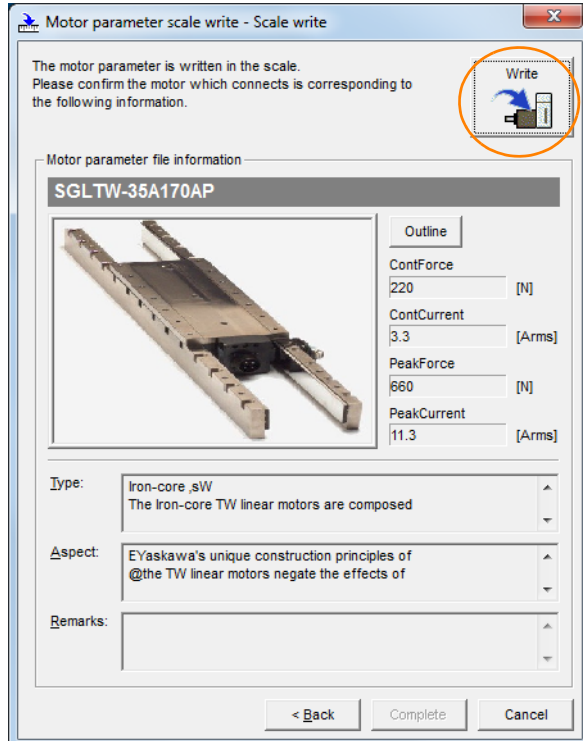 Motor parameter scale write - Scale write
The motor parameter is written in the scale.
Please confirm the motor which connects is corresponding to
the following information.
Write
Motor parameter file information
SGLTW-35A170AP
Outline
ContForce
220 [N]
ContCurrent
3.3 [Arms]
PeakForce
660 [N]
PeakCurrent
11.3 [Arms]
Type:
Iron-core ,sW
The Iron-core TW linear motors are composed
Aspect:
EYaskawa's unique construction principles of
@the TW linear motors negate the effects of
Remarks:
< Back Complete Cancel